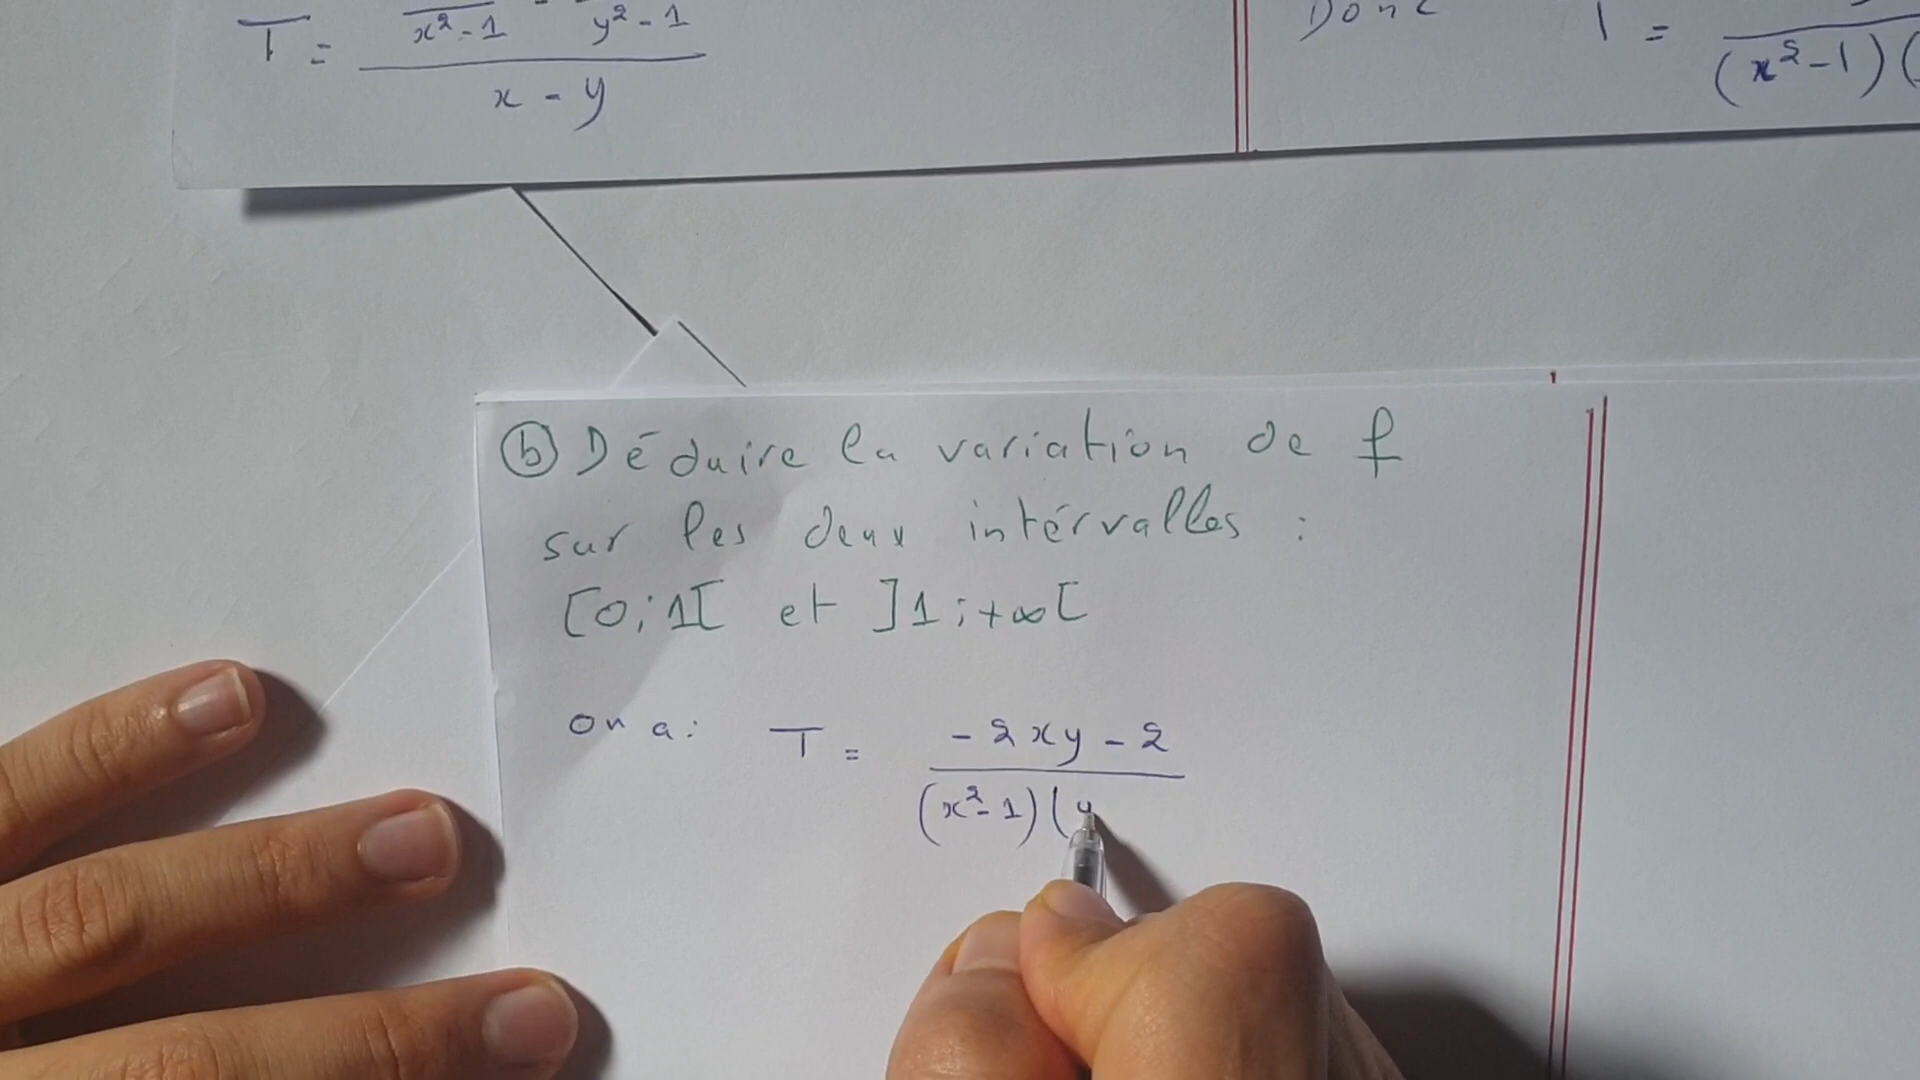 x²-1 - y²-1
T =
x - y
Donc T =
(x²-1)(
ⓑ Déduire la variation de f
sur les deux intérvalles :
[0;1[ et ]1;+∞[
on a: T = -2xy - 2
(x²-1)(y